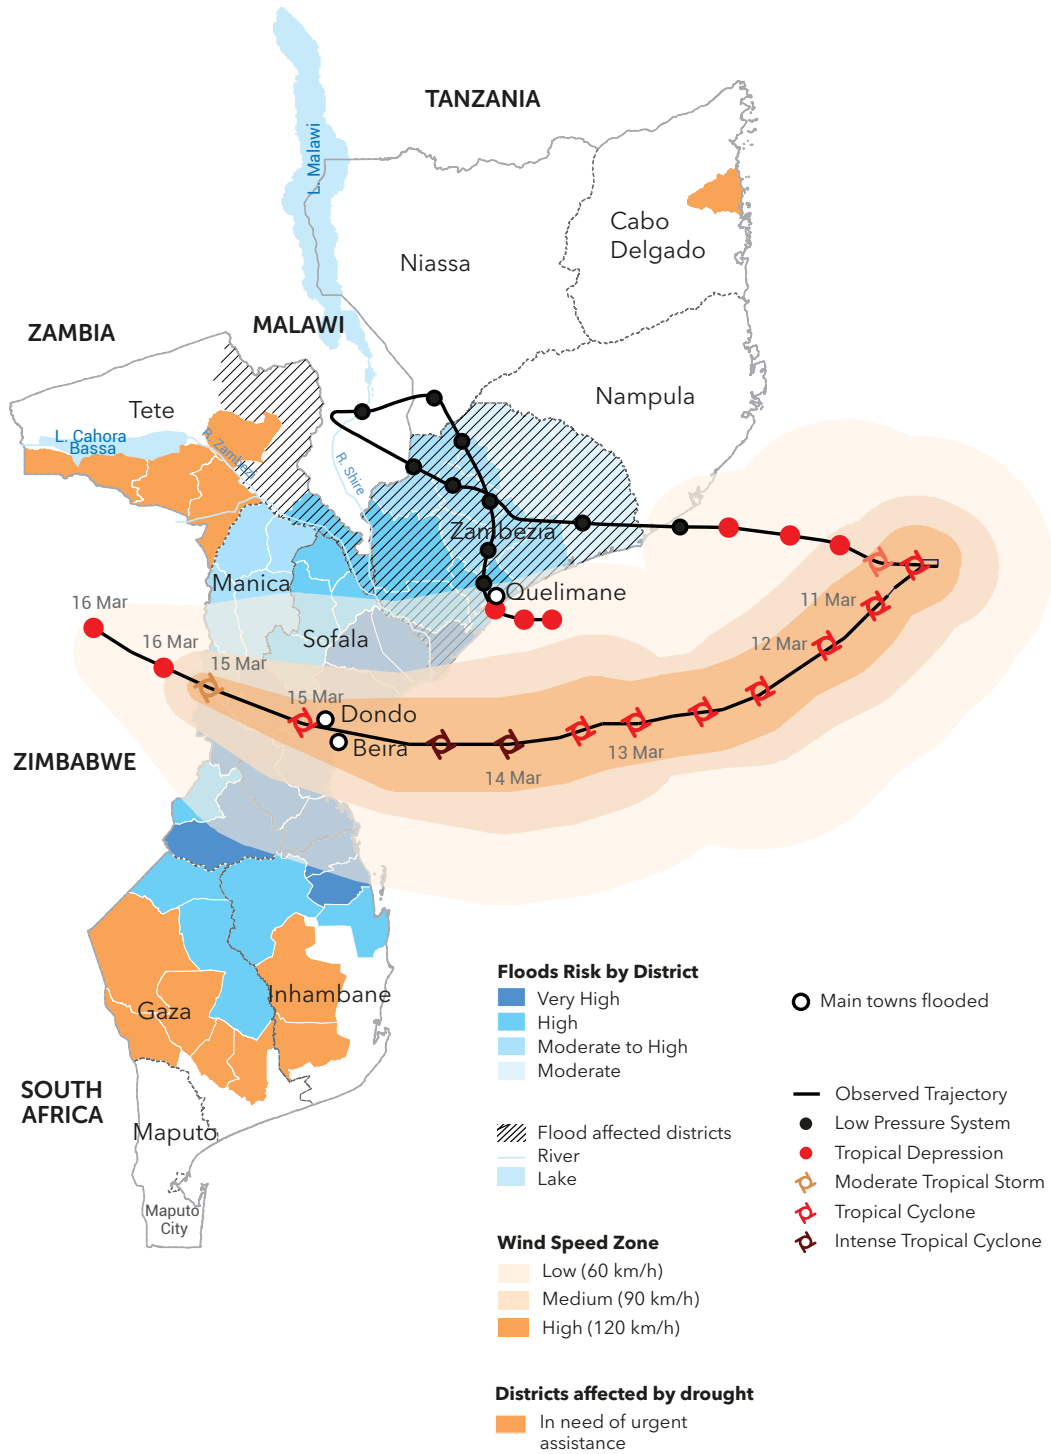 TANZANIA
L. Malawi
Cabo
Delgado
Niassa
ZAMBIA
MALAWI
Nampula
Tete
L. Cahora
Bassa
R. Zambezi
R. Shire
Zambezia
Manica
Quelimane
11 Mar
16 Mar
Sofala
12 Mar
16 Mar
15 Mar
15 Mar
Dondo
Beira
13 Mar
ZIMBABWE
14 Mar
Inhambane
Gaza
SOUTH
AFRICA
Maputo
Maputo
City
Floods Risk by District
Very High
High
Moderate to High
Moderate
Flood affected districts
River
Lake
Wind Speed Zone
Low (60 km/h)
Medium (90 km/h)
High (120 km/h)
Districts affected by drought
In need of urgent
assistance
Main towns flooded
Observed Trajectory
Low Pressure System
Tropical Depression
Moderate Tropical Storm
Tropical Cyclone
Intense Tropical Cyclone